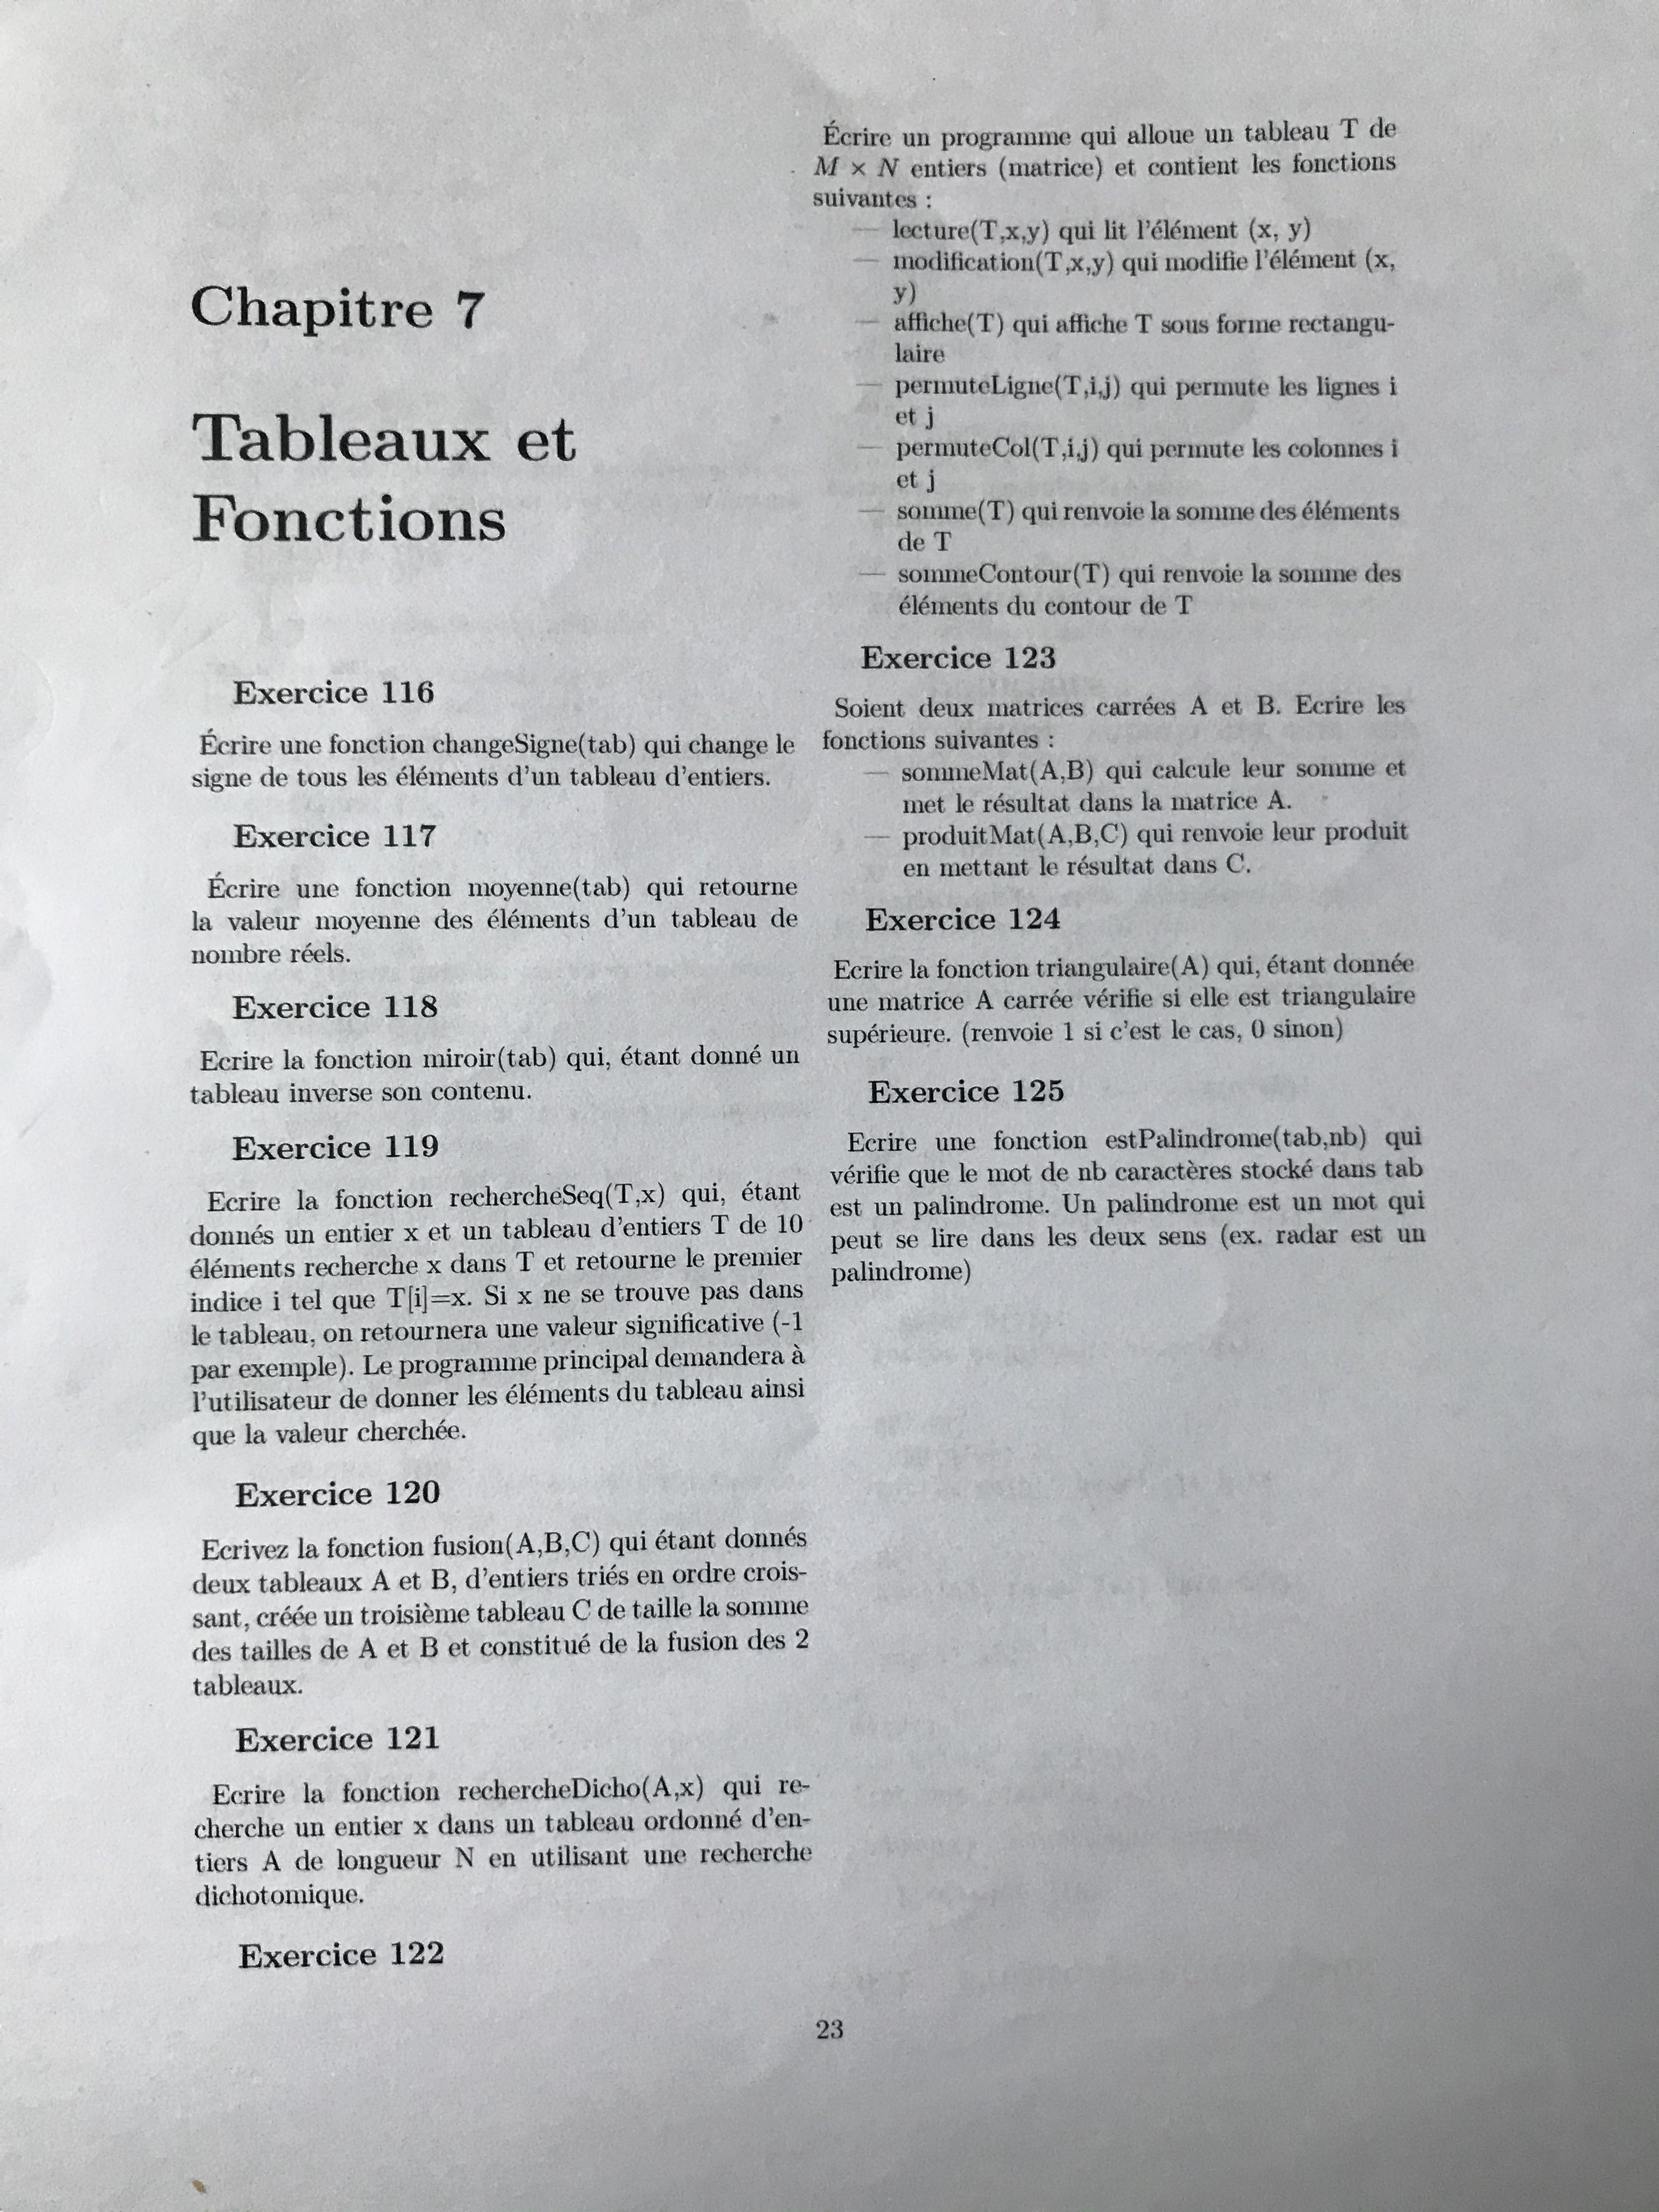 Chapitre 7
Tableaux et
Fonctions
Exercice 116
Écrire une fonction changeSigne(tab) qui change le
signe de tous les éléments d'un tableau d'entiers.
Exercice 117
Écrire une fonction moyenne(tab) qui retourne
la valeur moyenne des éléments d'un tableau de
nombre réels.
Exercice 118
Ecrire la fonction miroir(tab) qui, étant donné un
tableau inverse son contenu.
Exercice 119
Ecrire la fonction rechercheSeq(T,x) qui, étant
donnés un entier x et un tableau d'entiers T de 10
éléments recherche x dans T et retourne le premier
indice i tel que T[i]=x. Si x ne se trouve pas dans
le tableau, on retournera une valeur significative (-1
par exemple). Le programme principal demandera à
l'utilisateur de donner les éléments du tableau ainsi
que la valeur cherchée.
Exercice 120
Ecrivez la fonction fusion(A,B,C) qui étant donnés
deux tableaux A et B, d'entiers triés en ordre crois-
sant, créée un troisième tableau C de taille la somme
des tailles de A et B et constitué de la fusion des 2
tableaux.
Exercice 121
Ecrire la fonction rechercheDicho(A,x) qui re-
cherche un entier x dans un tableau ordonné d'en-
tiers A de longueur N en utilisant une recherche
dichotomique.
Exercice 122
Écrire un programme qui alloue un tableau T de
M × N entiers (matrice) et contient les fonctions
suivantes :
— lecture(T,x,y) qui lit l'élément (x, y)
— modification(T,x,y) qui modifie l'élément (x,
y)
— affiche(T) qui affiche T sous forme rectangu-
laire
— permuteLigne(T,i,j) qui permute les lignes i
et j
— permuteCol(T,i,j) qui permute les colonnes i
et j
— somme(T) qui renvoie la somme des éléments
de T
— sommeContour(T) qui renvoie la somme des
éléments du contour de T
Exercice 123
Soient deux matrices carrées A et B. Ecrire les
fonctions suivantes :
— sommeMat(A,B) qui calcule leur somme et
met le résultat dans la matrice A.
— produitMat(A,B,C) qui renvoie leur produit
en mettant le résultat dans C.
Exercice 124
Ecrire la fonction triangulaire(A) qui, étant donnée
une matrice A carrée vérifie si elle est triangulaire
supérieure. (renvoie 1 si c'est le cas, 0 sinon)
Exercice 125
Ecrire une fonction estPalindrome(tab,nb) qui
vérifie que le mot de nb caractères stocké dans tab
est un palindrome. Un palindrome est un mot qui
peut se lire dans les deux sens (ex. radar est un
palindrome)
23